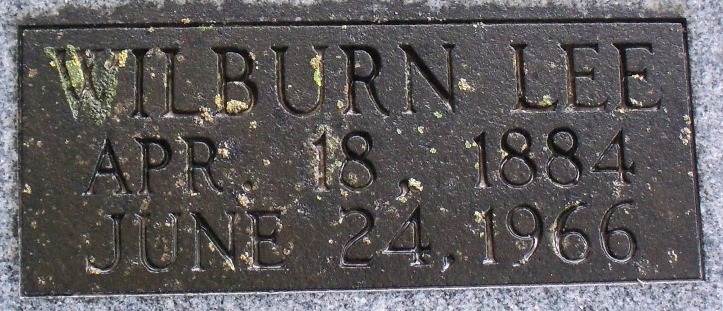 WILBURN LEE
APR. 18, 1884
JUNE 24, 1966